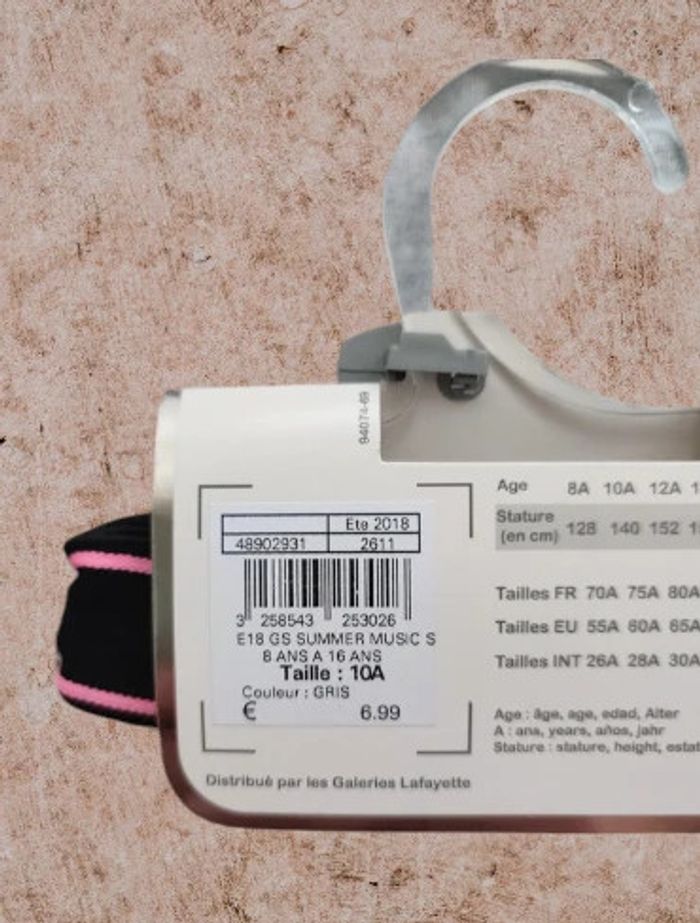 94074-69
Ete 2018
48902931 2611
3 258543 253026
E18 GS SUMMER MUSIC S
8 ANS A 16 ANS
Taille : 10A
Couleur : GRIS
€ 6.99
Distribué par les Galeries Lafayette
Age 8A 10A 12A
Stature
(en cm) 128 140 152
Tailles FR 70A 75A 80A
Tailles EU 55A 60A 65A
Tailles INT 26A 28A 30A
Age : âge, age, edad, Alter
A : ans, years, años, jahr
Stature : stature, height,